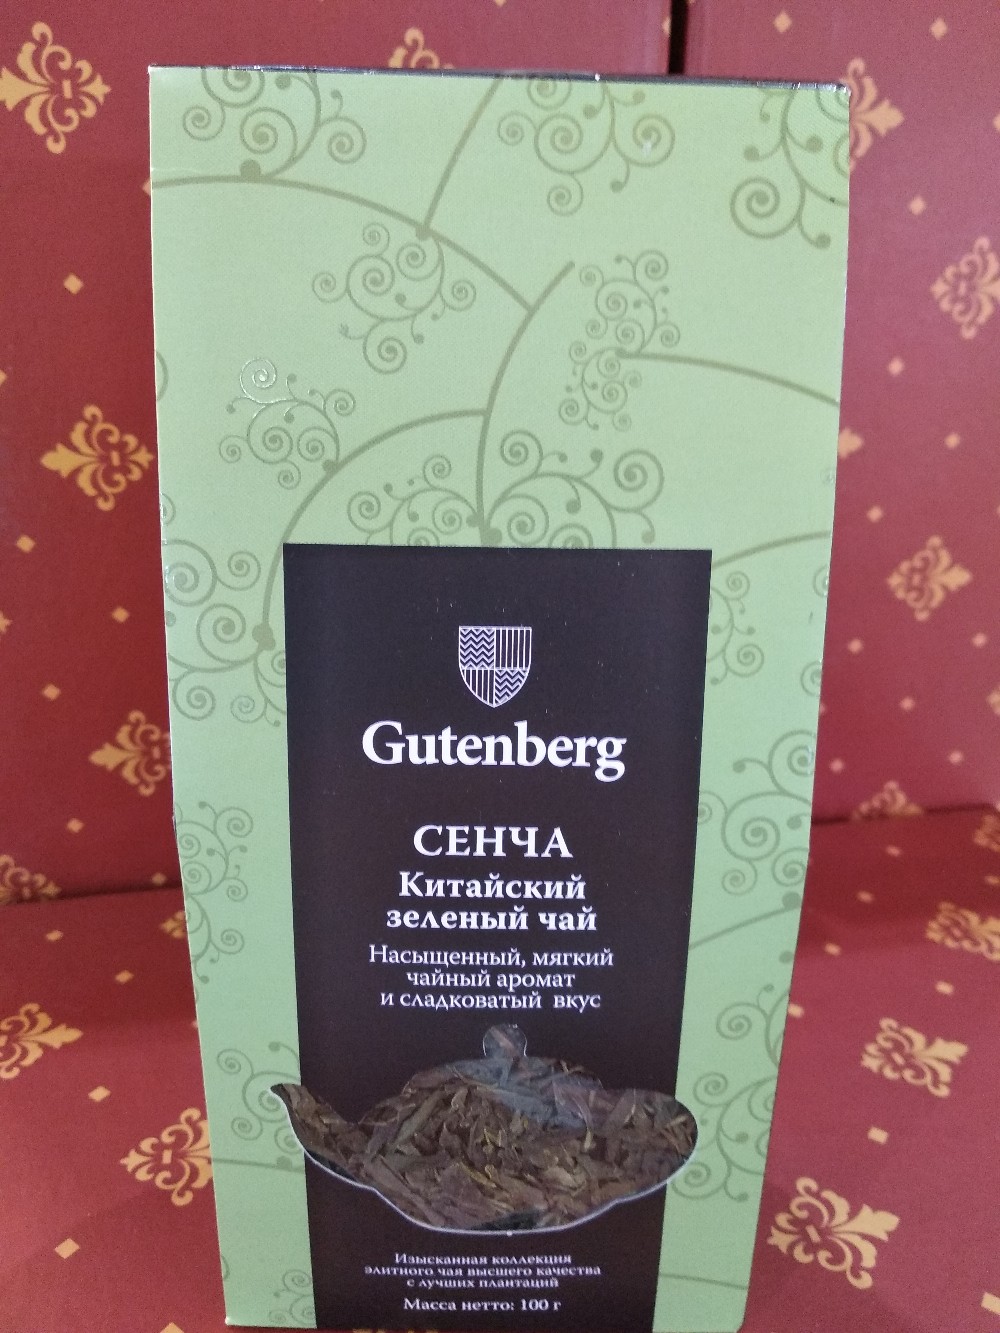 Gutenberg
СЕНЧА
Китайский
зеленый чай
Насыщенный, мягкий
чайный аромат
и сладковатый вкус
Изысканная коллекция
элитного чая высшего качества
с лучших плантаций
Масса нетто: 100 г